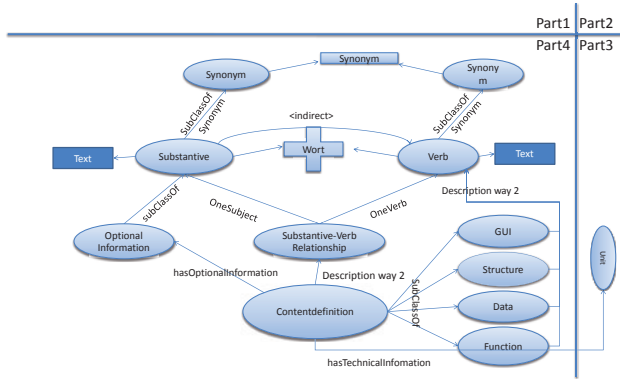 Part1 Part2
Part4 Part3
Synonym
Synonym
Synony
m
SubClassOf
Synonym
SubClassOf
Synonym
<indirect>
Text
Substantive
Wort
Verb
Text
subClassOf
OneSubject
OneVerb
Description way 2
Optional
Information
Substantive-Verb
Relationship
GUI
Unit
hasOptionalInformation
Description way 2
Structure
SubClassOf
Contentdefinition
Data
Function
hasTechnicalInfomation